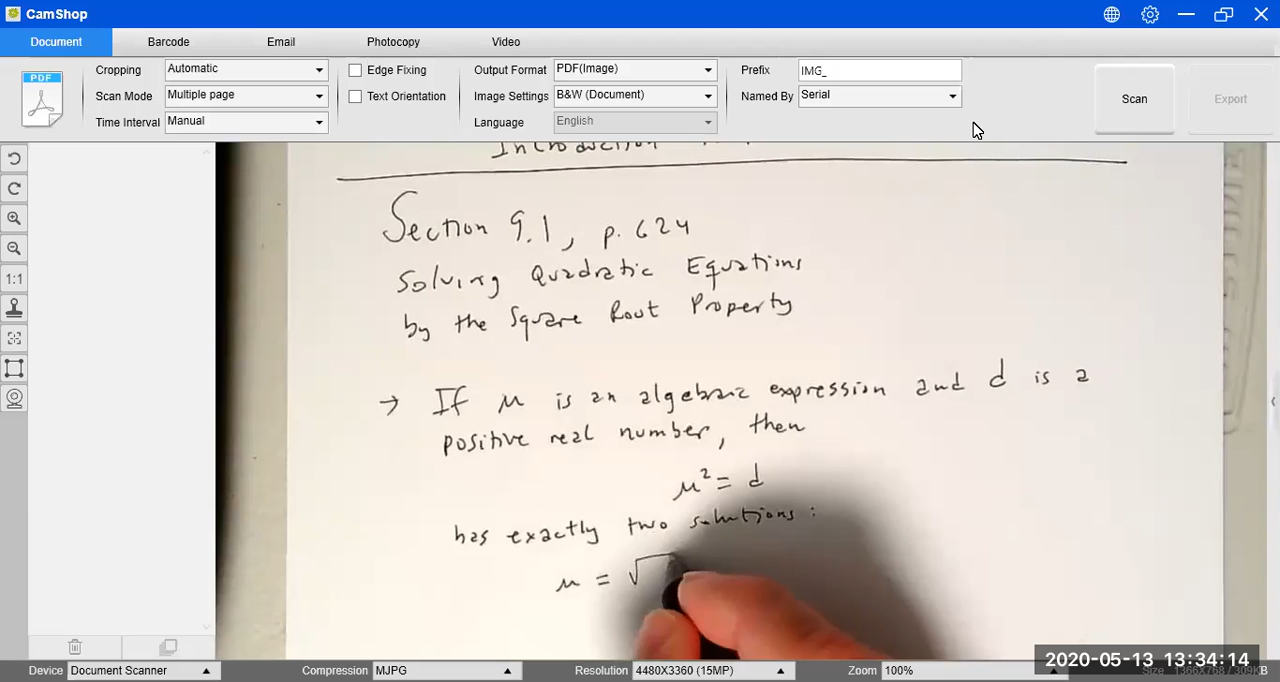 CamShop
Document Barcode Email Photocopy Video
PDF Cropping Automatic Edge Fixing Output Format PDF(Image) Prefix IMG_
Scan Mode Multiple page Text Orientation Image Settings B&W (Document) Named By Serial Scan Export
Time Interval Manual Language English
Introduction
Section 9.1, p. 624
Solving Quadratic Equations
by the Square Root Property
→ If u is an algebraic expression and d is a
positive real number, then
u² = d
has exactly two solutions:
u = √
1:1
2020-05-13 13:34:14
Device Document Scanner Compression MJPG Resolution 4480X3360 (15MP) Zoom 100% Size 1366X768 / 309KB